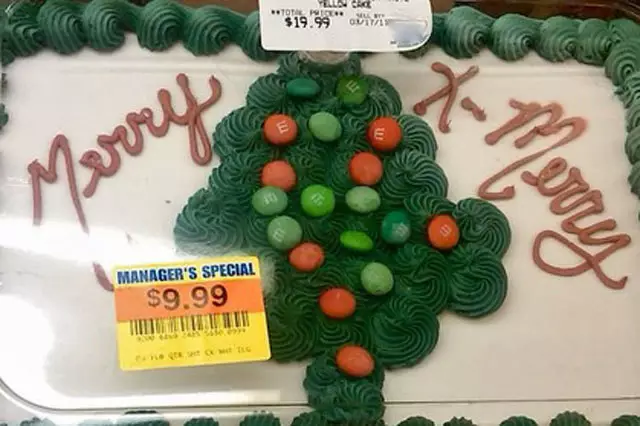 YELLOW CAKE
**TOTAL PRICE**
$19.99
SELL BY:
Merry
X.
Merry
MANAGER'S SPECIAL
$9.99